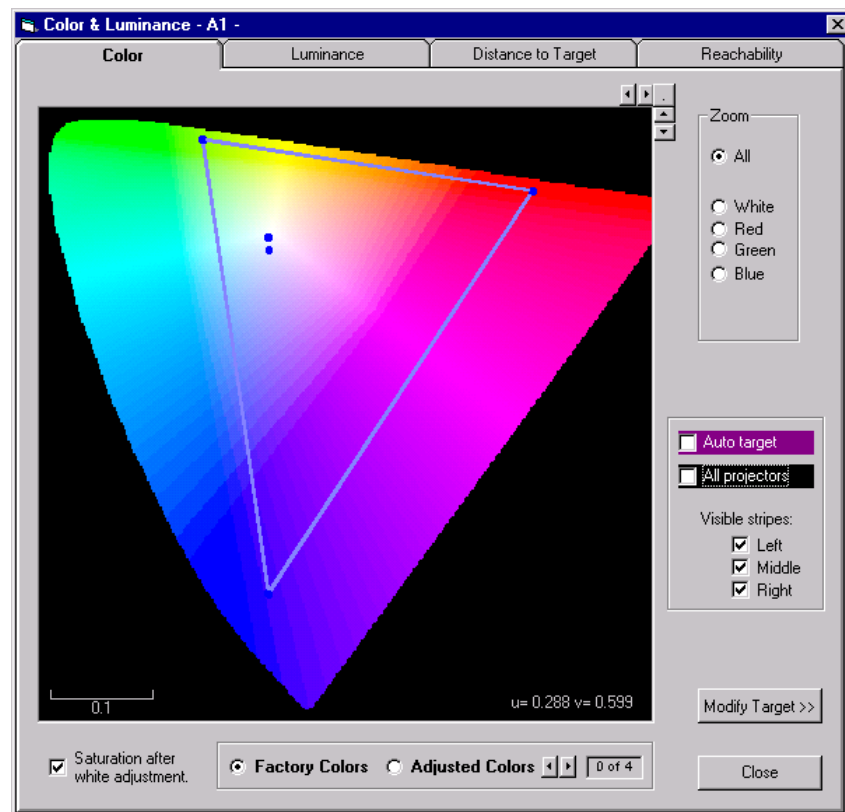 Color & Luminance - A1 -
Color
Luminance
Distance to Target
Reachability
Zoom
All
White
Red
Green
Blue
Auto target
All projectors
Visible stripes:
Left
Middle
Right
0.1
u= 0.288 v= 0.599
Modify Target >>
Saturation after
white adjustment.
Factory Colors
Adjusted Colors
0 of 4
Close